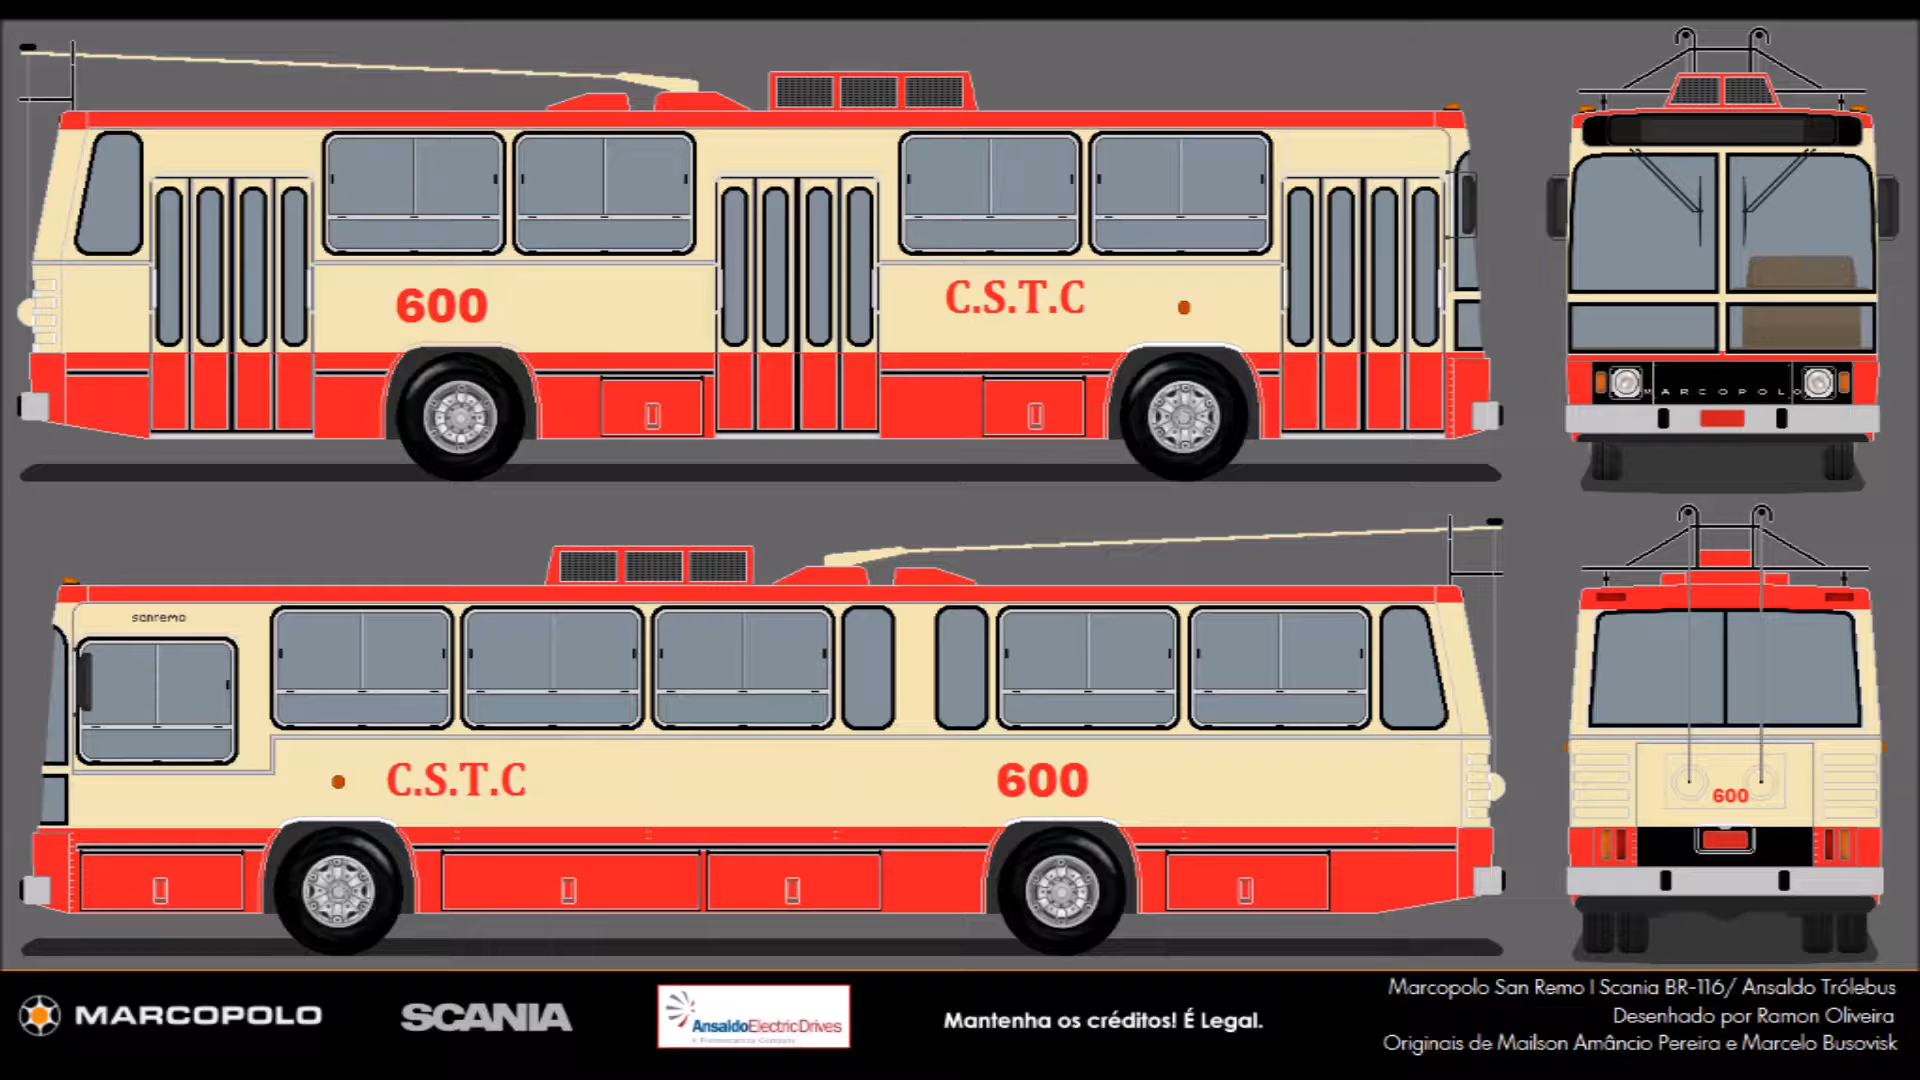 600
C.S.T.C
MARCOPOLO
sanremo
C.S.T.C
600
600
MARCOPOLO
SCANIA
AnsaldoElectricDrives
Mantenha os créditos! É Legal.
Marcopolo San Remo I Scania BR-116/ Ansaldo Trólebus
Desenhado por Ramon Oliveira
Originais de Mailson Amâncio Pereira e Marcelo Busovisk